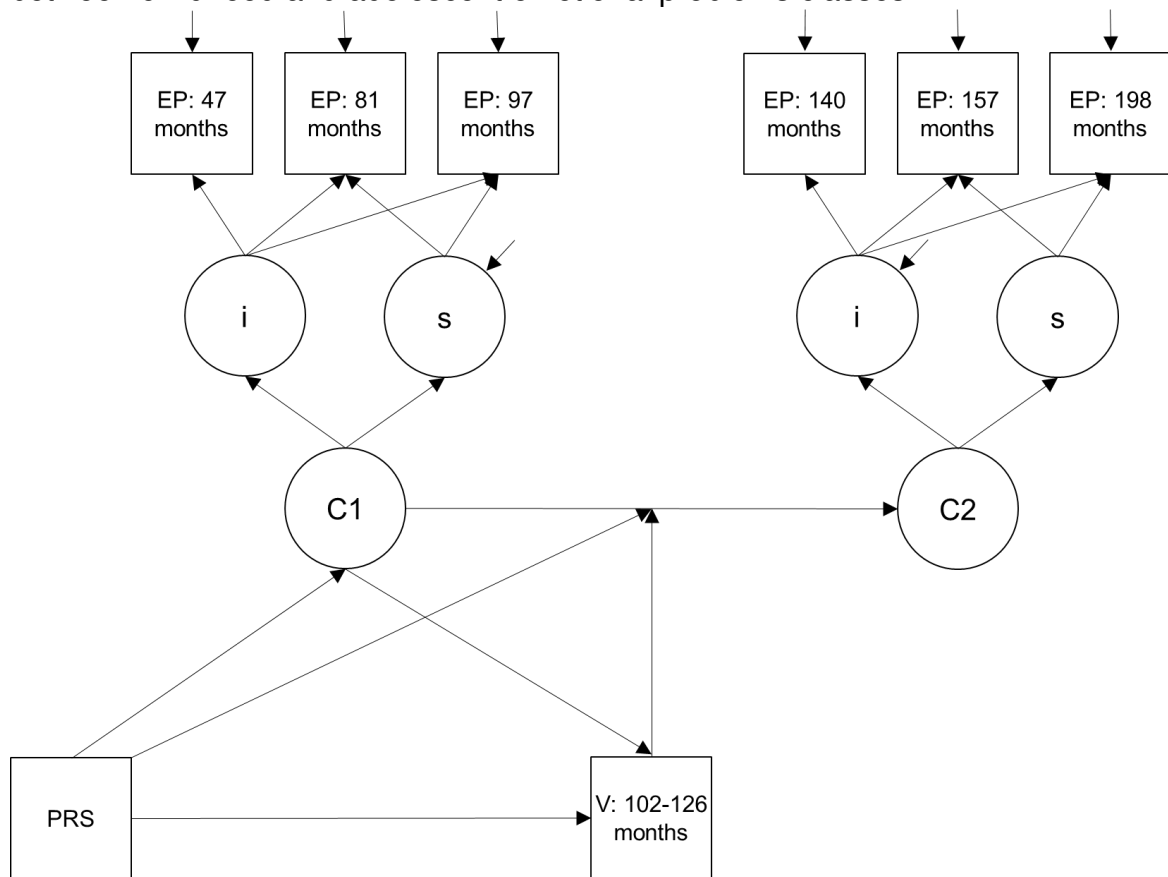 EP: 47
months
EP: 81
months
EP: 97
months
EP: 140
months
EP: 157
months
EP: 198
months
i
s
i
s
C1
C2
PRS
V: 102-126
months